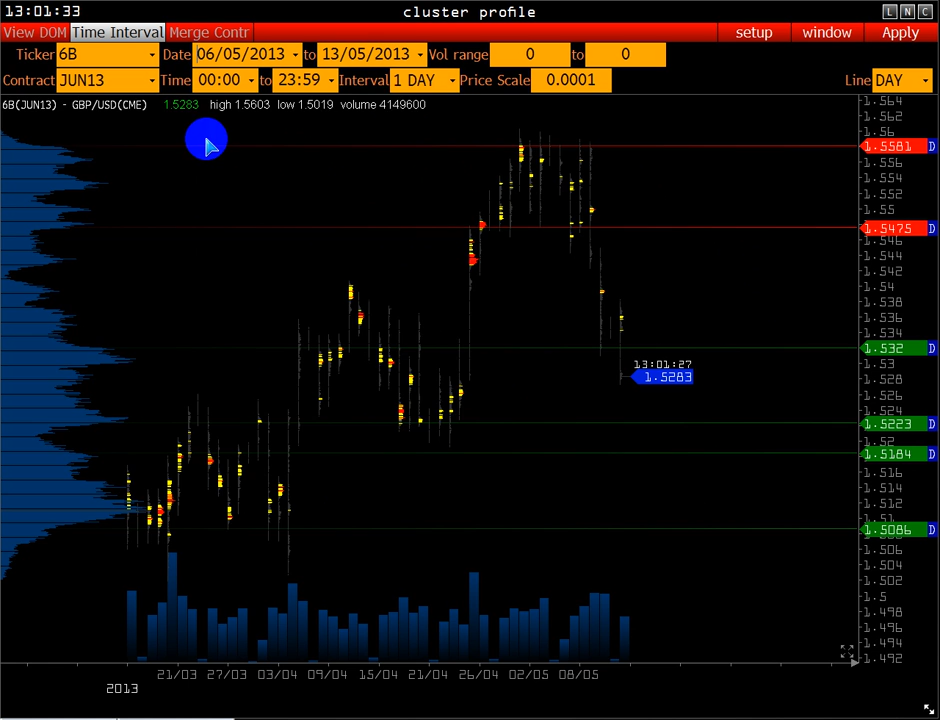 13:01:33 cluster profile L N C
View DOM Time Interval Merge Contr setup window Apply
Ticker 6B Date 06/05/2013 to 13/05/2013 Vol range 0 to 0
Contract JUN13 Time 00:00 to 23:59 Interval 1 DAY Price Scale 0.0001 Line DAY
6B(JUN13) - GBP/USD(CME) 1.5283 high 1.5603 low 1.5019 volume 4149600
1.564
1.562
1.56
1.5581 D
1.556
1.554
1.552
1.55
1.5475 D
1.546
1.544
1.542
1.54
1.538
1.536
1.534
1.532 D
1.53
13:01:27
1.5283
1.528
1.526
1.524
1.5223 D
1.52
1.5184 D
1.516
1.514
1.512
1.51
1.5086 D
1.506
1.504
1.502
1.5
1.498
1.496
1.494
1.492
21/03 27/03 03/04 09/04 15/04 21/04 26/04 02/05 08/05
2013